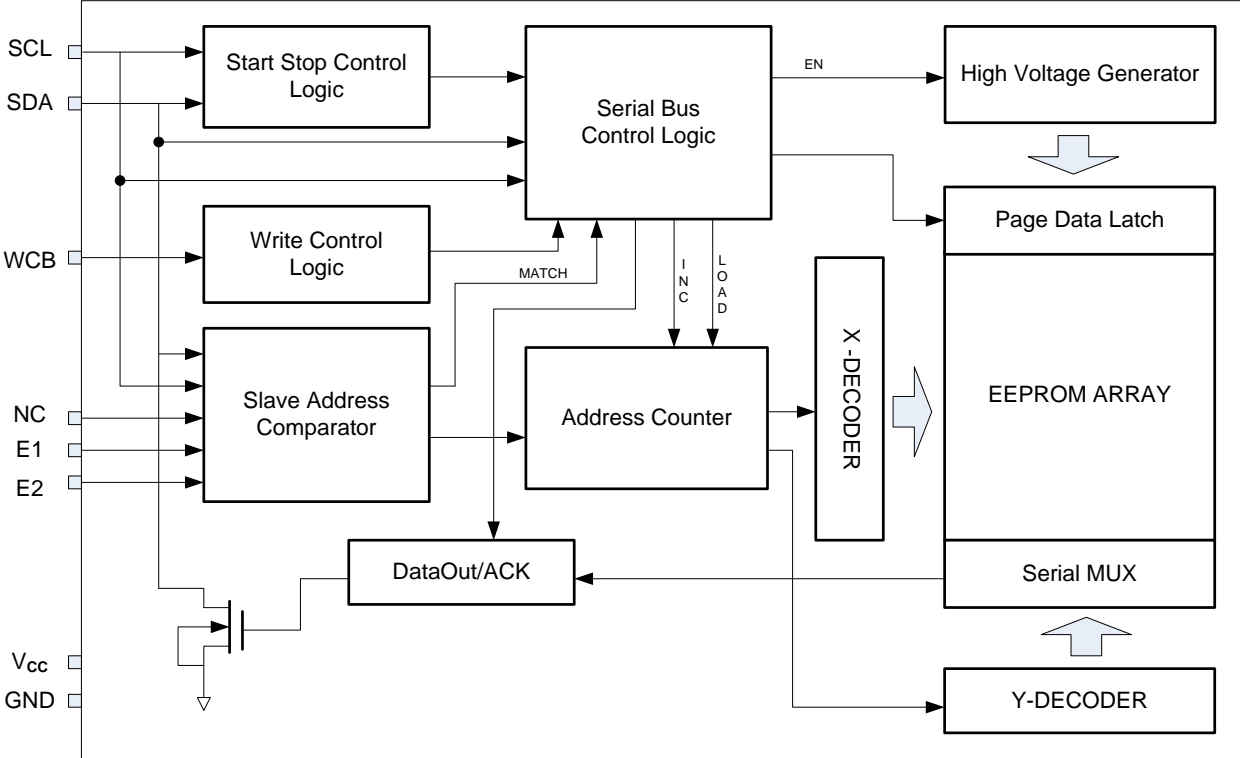 SCL
SDA
WCB
NC
E1
E2
Vcc
GND
Start Stop Control
Logic
Write Control
Logic
Slave Address
Comparator
Serial Bus
Control Logic
MATCH
INC
LOAD
EN
Address Counter
DataOut/ACK
X -DECODER
High Voltage Generator
Page Data Latch
EEPROM ARRAY
Serial MUX
Y-DECODER